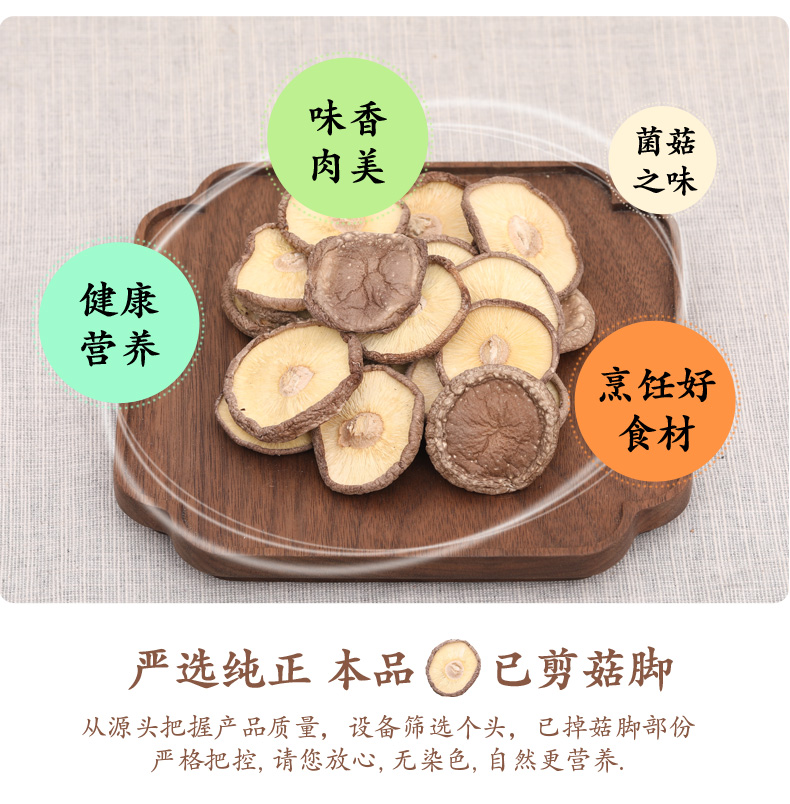 味香
肉美
菌菇
之味
健康
营养
烹饪好
食材
严选纯正 本品 已剪菇脚
从源头把握产品质量，设备筛选个头，已掉菇脚部份
严格把控,请您放心,无染色,自然更营养.